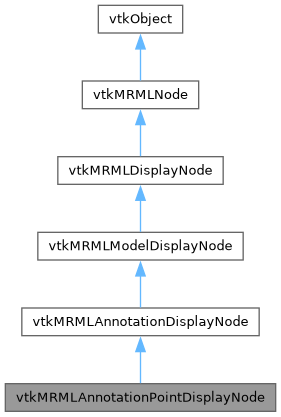 vtkObject
vtkMRMLNode
vtkMRMLDisplayNode
vtkMRMLModelDisplayNode
vtkMRMLAnnotationDisplayNode
vtkMRMLAnnotationPointDisplayNode